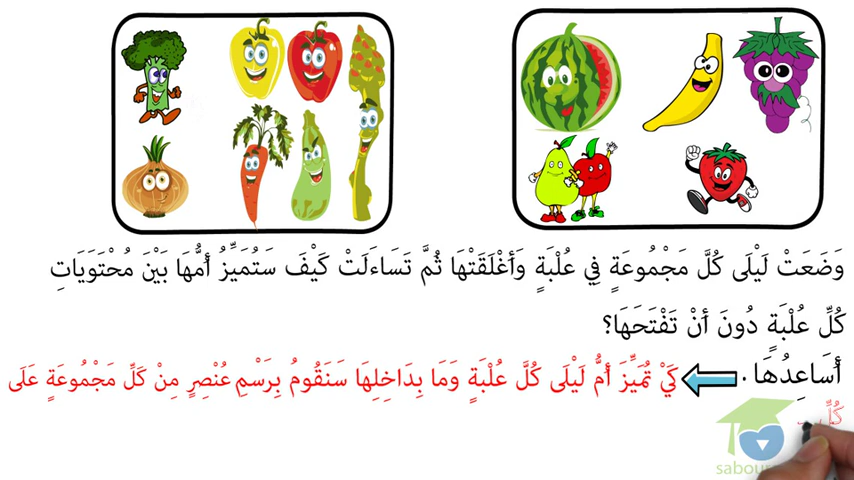 وَضَعَتْ لَيْلَى كُلَّ مَجْمُوعَةٍ فِي عُلْبَةٍ وَأَغْلَقَتْهَا ثُمَّ تَسَاءَلَتْ كَيْفَ سَتُمَيِّزُ أُمُّهَا بَيْنَ مُحْتَوَيَاتِ
كُلِّ عُلْبَةٍ دُونَ أَنْ تَفْتَحَهَا؟
أُسَاعِدُهَا. كَيْ تُمَيِّزَ أُمُّ لَيْلَى كُلَّ عُلْبَةٍ وَمَا بِدَاخِلِهَا سَنَقُومُ بِرَسْمِ عُنْصِرٍ مِنْ كَلِّ مَجْمُوعَةٍ عَلَى
كُلِّ